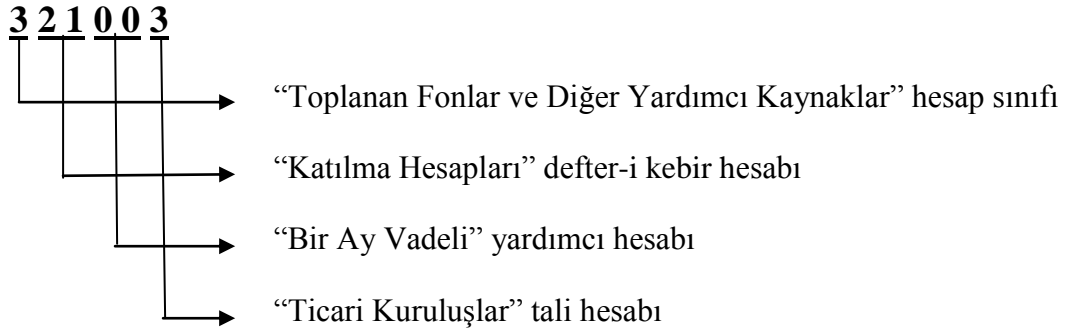 3 2 1 0 0 3
“Toplanan Fonlar ve Diğer Yardımcı Kaynaklar” hesap sınıfı
“Katılma Hesapları” defter-i kebir hesabı
“Bir Ay Vadeli” yardımcı hesabı
“Ticari Kuruluşlar” tali hesabı